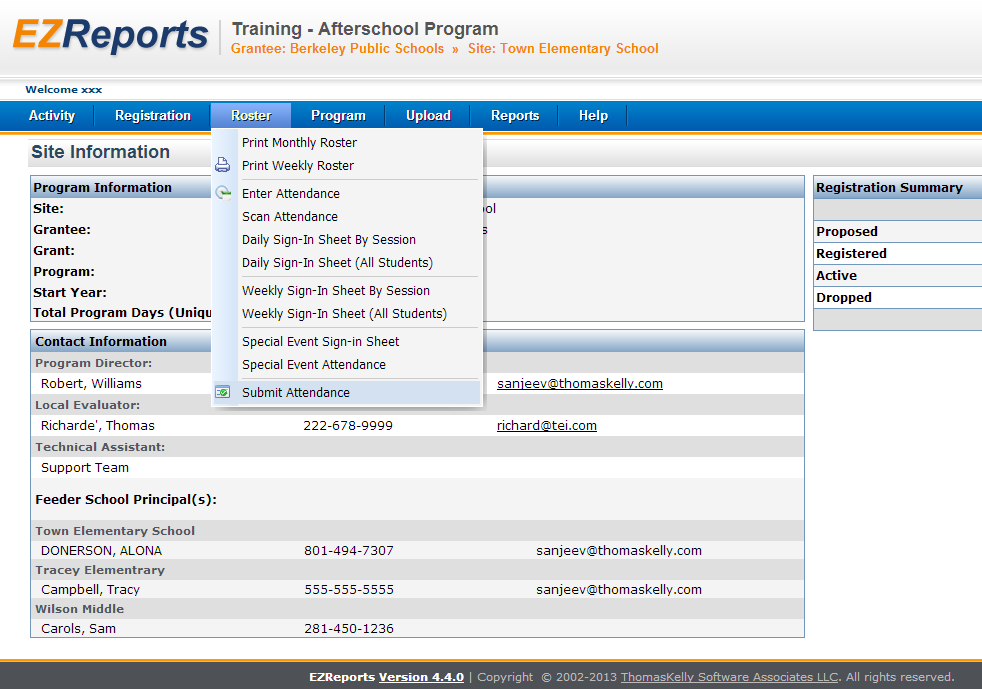 EZReports
Training - Afterschool Program
Grantee: Berkeley Public Schools » Site: Town Elementary School
Welcome xxx
Activity Registration Roster Program Upload Reports Help
Site Information
Print Monthly Roster
Print Weekly Roster
Enter Attendance
Scan Attendance
Daily Sign-In Sheet By Session
Daily Sign-In Sheet (All Students)
Weekly Sign-In Sheet By Session
Weekly Sign-In Sheet (All Students)
Special Event Sign-in Sheet
Special Event Attendance
Submit Attendance
Program Information
Site:
Grantee:
Grant:
Program:
Start Year:
Total Program Days (Uniqu
Registration Summary
Proposed
Registered
Active
Dropped
Contact Information
Program Director:
Robert, Williams sanjeev@thomaskelly.com
Local Evaluator:
Richarde', Thomas 222-678-9999 richard@tei.com
Technical Assistant:
Support Team
Feeder School Principal(s):
Town Elementary School
DONERSON, ALONA 801-494-7307 sanjeev@thomaskelly.com
Tracey Elementrary
Campbell, Tracy 555-555-5555 sanjeev@thomaskelly.com
Wilson Middle
Carols, Sam 281-450-1236
EZReports Version 4.4.0 | Copyright © 2002-2013 ThomasKelly Software Associates LLC. All rights reserved.